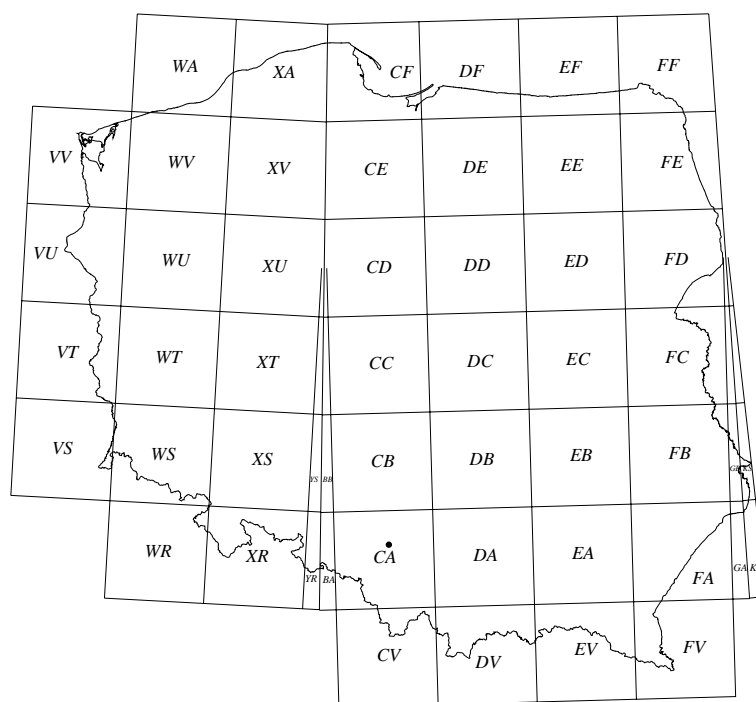 WA XA CF DF EF FF
VV WV XV CE DE EE FE
VU WU XU CD DD ED FD
VT WT XT CC DC EC FC
VS WS XS YS BB CB DB EB FB GB KS
WR XR YR BA CA DA EA FA GA K
CV DV EV FV